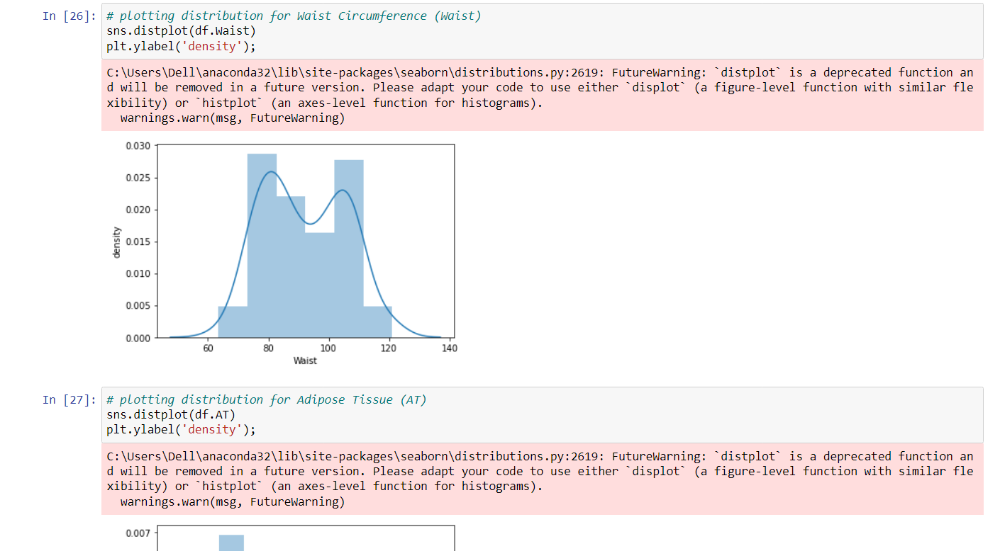 In [26]: # plotting distribution for Waist Circumference (Waist)
sns.distplot(df.Waist)
plt.ylabel('density');
C:\Users\Dell\anaconda32\lib\site-packages\seaborn\distributions.py:2619: FutureWarning: `distplot` is a deprecated function an
d will be removed in a future version. Please adapt your code to use either `displot` (a figure-level function with similar fle
xibility) or `histplot` (an axes-level function for histograms).
  warnings.warn(msg, FutureWarning)
0.030
0.025
0.020
0.015
0.010
0.005
0.000
density
60 80 100 120 140
Waist
In [27]: # plotting distribution for Adipose Tissue (AT)
sns.distplot(df.AT)
plt.ylabel('density');
C:\Users\Dell\anaconda32\lib\site-packages\seaborn\distributions.py:2619: FutureWarning: `distplot` is a deprecated function an
d will be removed in a future version. Please adapt your code to use either `displot` (a figure-level function with similar fle
xibility) or `histplot` (an axes-level function for histograms).
  warnings.warn(msg, FutureWarning)
0.007